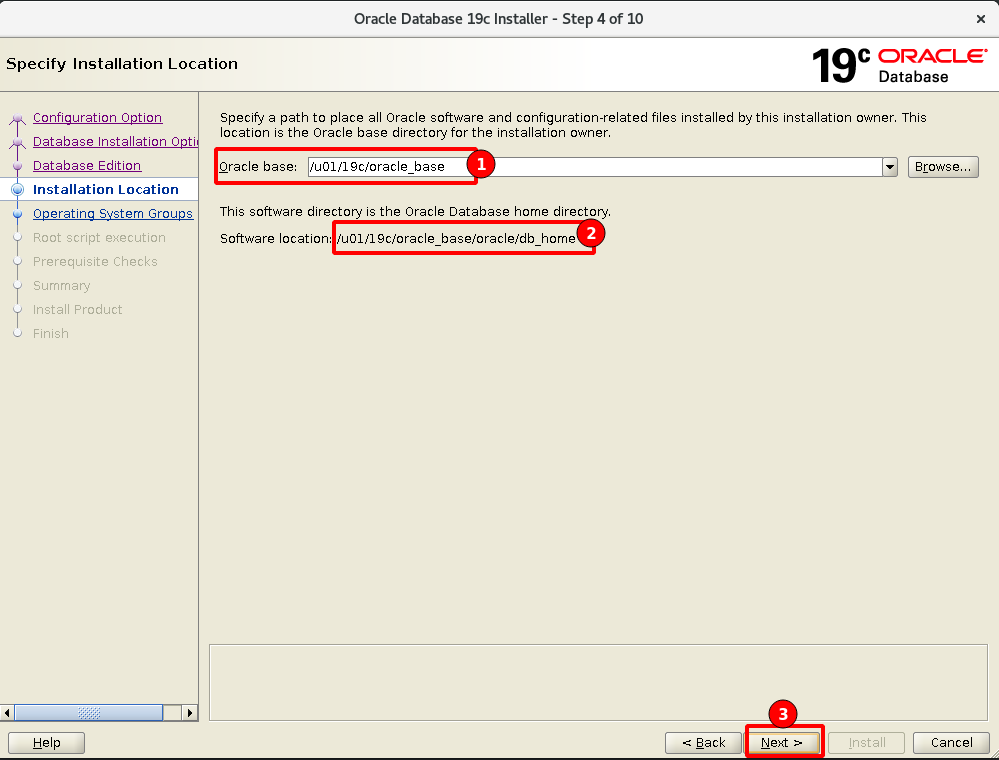 Oracle Database 19c Installer - Step 4 of 10
Specify Installation Location
19c ORACLE
Database
Configuration Option
Database Installation Opti
Database Edition
Installation Location
Operating System Groups
Root script execution
Prerequisite Checks
Summary
Install Product
Finish
Specify a path to place all Oracle software and configuration-related files installed by this installation owner. This
location is the Oracle base directory for the installation owner.
Oracle base: /u01/19c/oracle_base 1 Browse...
This software directory is the Oracle Database home directory.
Software location: /u01/19c/oracle_base/oracle/db_home 2
3
Help < Back Next > Install Cancel